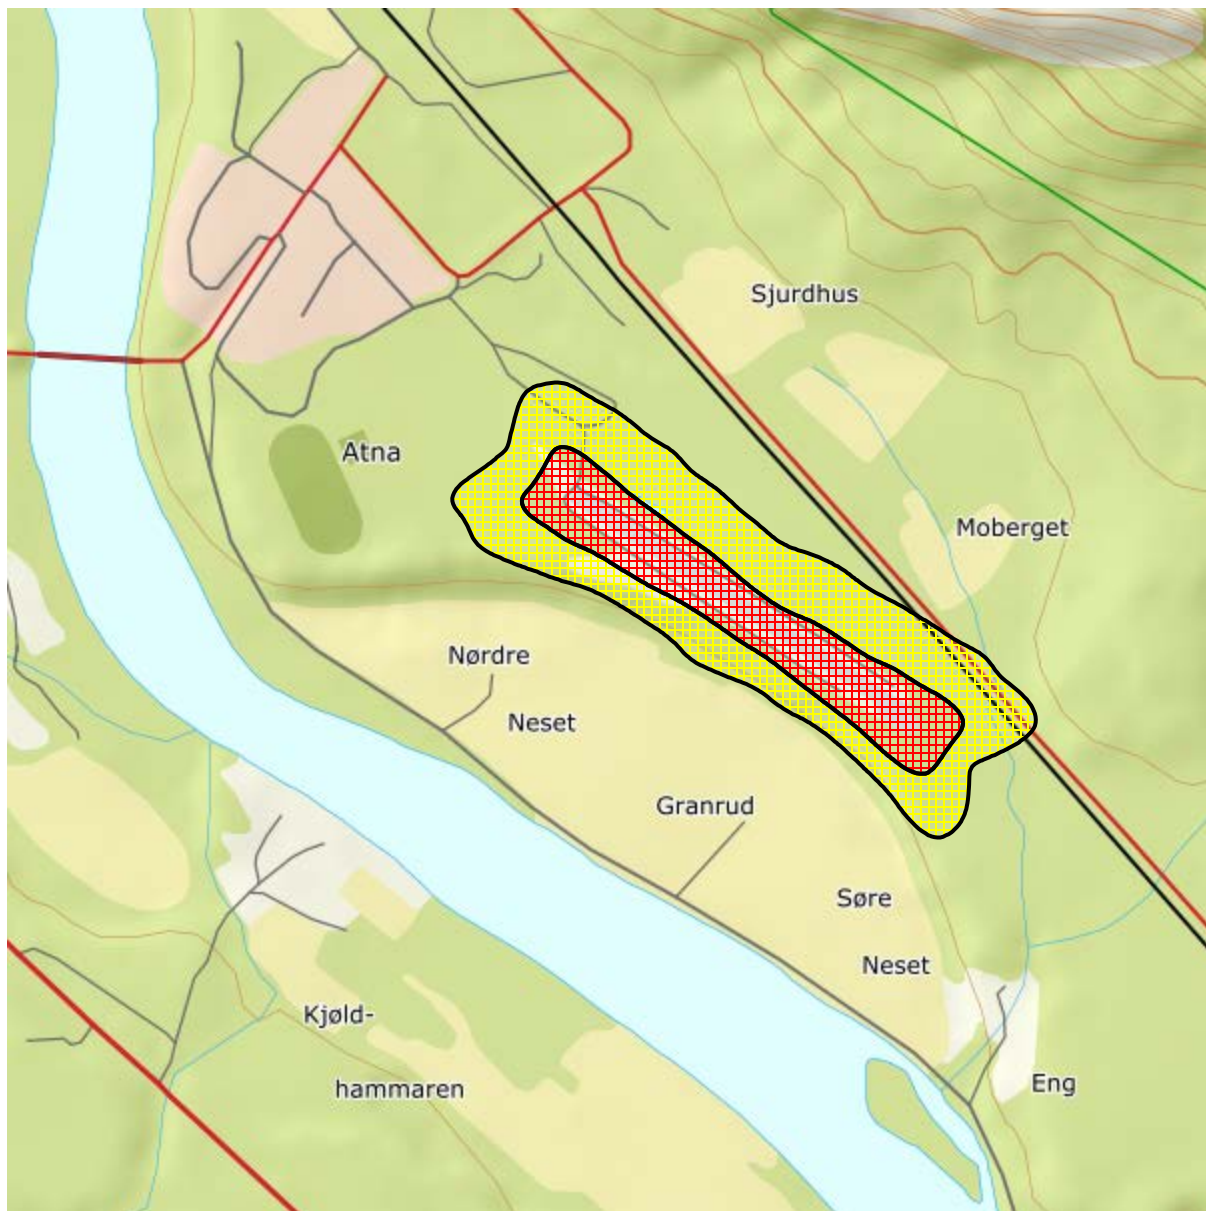 Sjurdhus
Atna
Moberget
Nørdre
Neset
Granrud
Søre
Neset
Kjøld-
hammaren
Eng